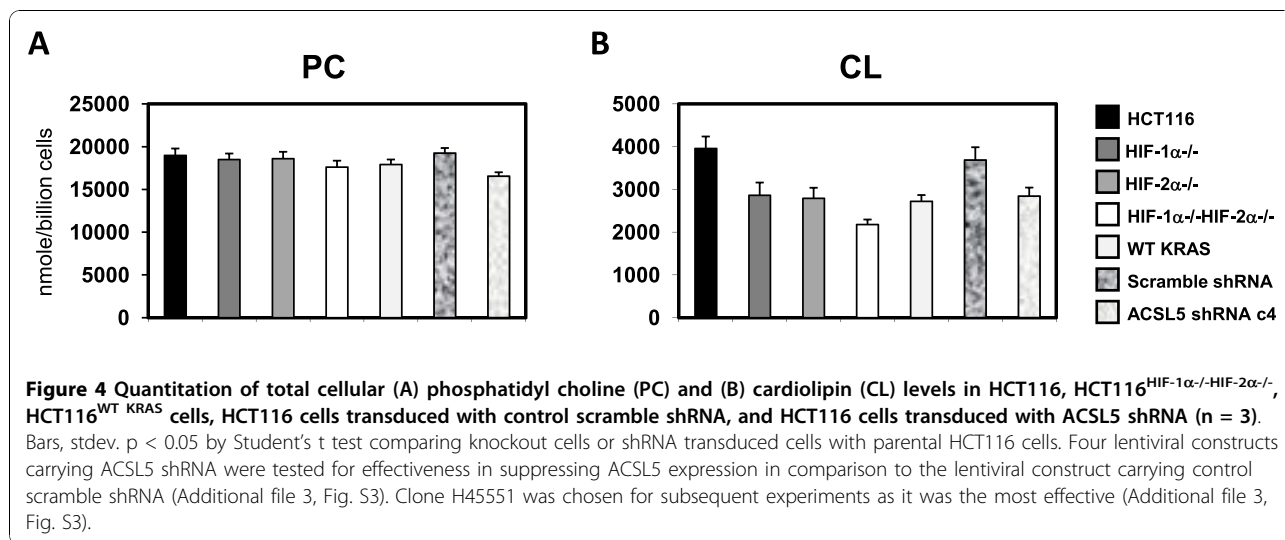 A
PC
nmole/billion cells
25000
20000
15000
10000
5000
0
B
CL
5000
4000
3000
2000
1000
0
HCT116
HIF-1α-/-
HIF-2α-/-
HIF-1α-/-HIF-2α-/-
WT KRAS
Scramble shRNA
ACSL5 shRNA c4
Figure 4 Quantitation of total cellular (A) phosphatidyl choline (PC) and (B) cardiolipin (CL) levels in HCT116, HCT116HIF-1α-/-HIF-2α-/-,
HCT116WT KRAS cells, HCT116 cells transduced with control scramble shRNA, and HCT116 cells transduced with ACSL5 shRNA (n = 3).
Bars, stdev. p < 0.05 by Student's t test comparing knockout cells or shRNA transduced cells with parental HCT116 cells. Four lentiviral constructs
carrying ACSL5 shRNA were tested for effectiveness in suppressing ACSL5 expression in comparison to the lentiviral construct carrying control
scramble shRNA (Additional file 3, Fig. S3). Clone H45551 was chosen for subsequent experiments as it was the most effective (Additional file 3,
Fig. S3).